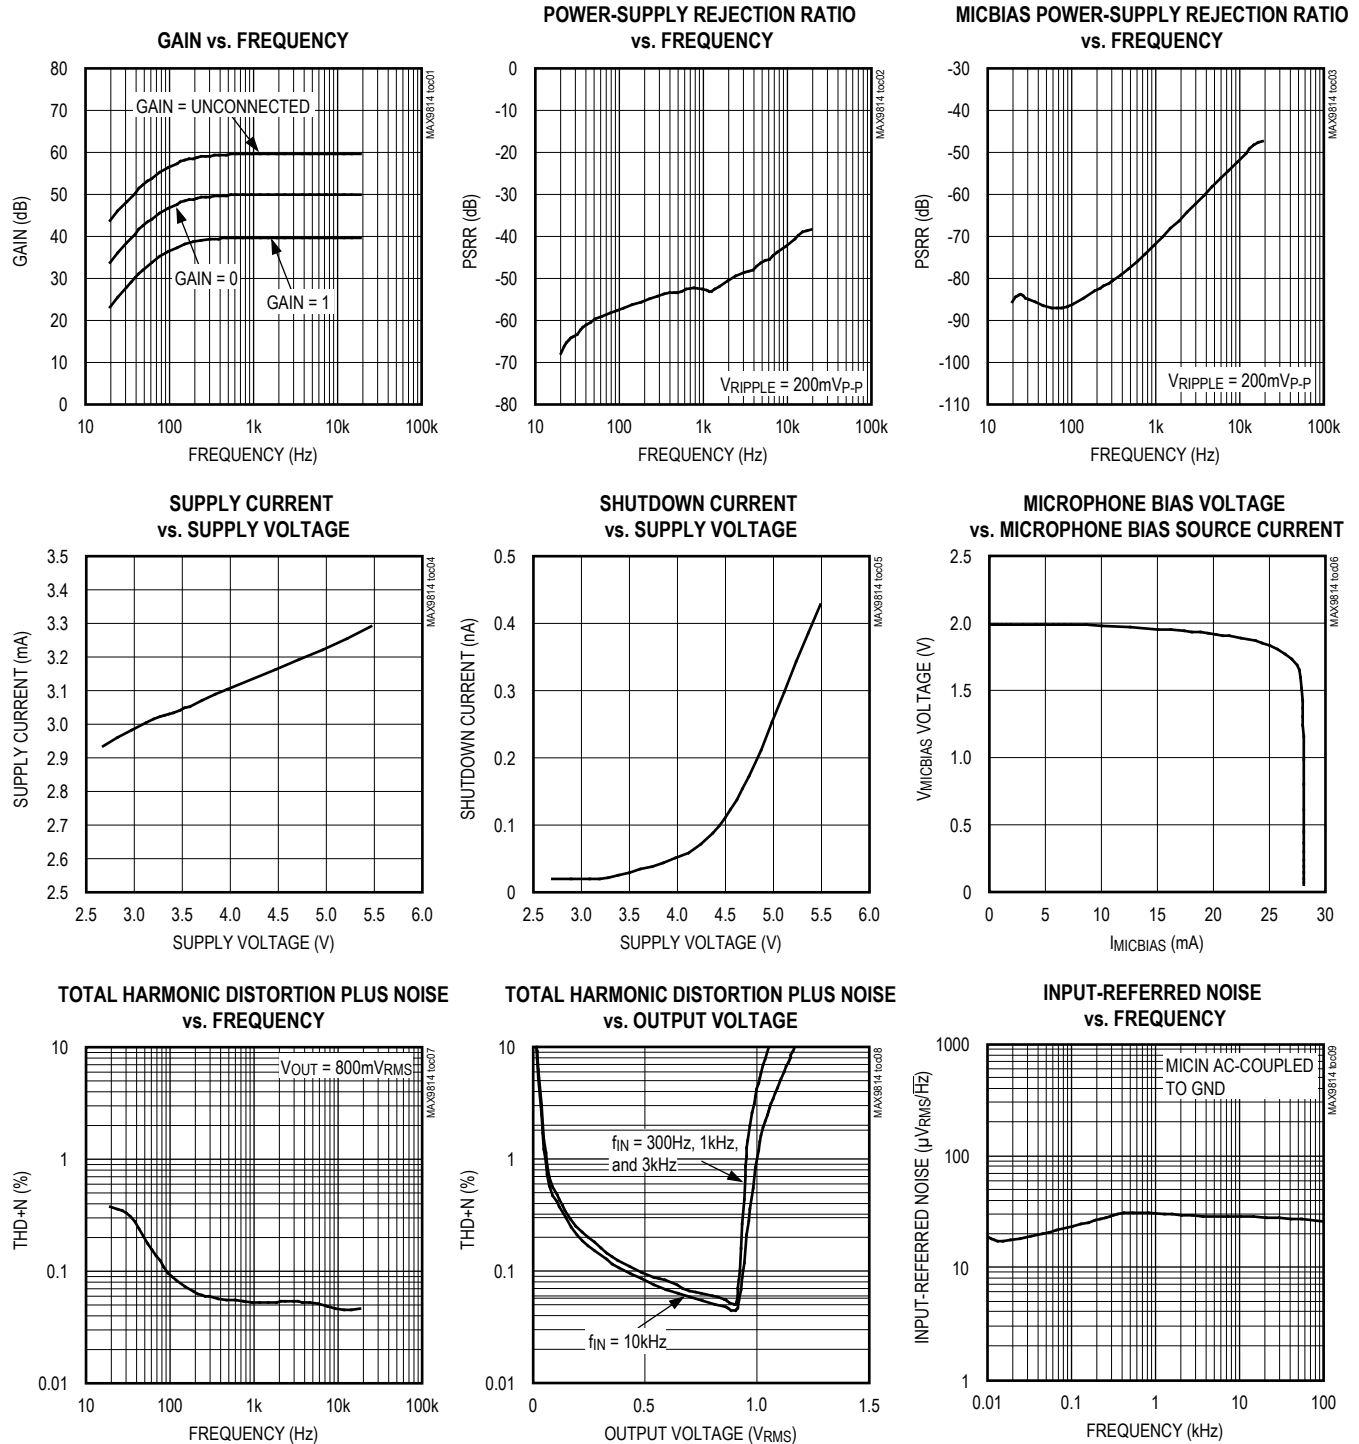 GAIN vs. FREQUENCY
80
70
60
50
40
30
20
10
0
GAIN (dB)
GAIN = UNCONNECTED
GAIN = 0
GAIN = 1
MAX9814 toc01
10
100
1k
10k
100k
FREQUENCY (Hz)
POWER-SUPPLY REJECTION RATIO
vs. FREQUENCY
0
-10
-20
-30
-40
-50
-60
-70
-80
PSRR (dB)
VRIPPLE = 200mVP-P
MAX9814 toc02
10
100
1k
10k
100k
FREQUENCY (Hz)
MICBIAS POWER-SUPPLY REJECTION RATIO
vs. FREQUENCY
-30
-40
-50
-60
-70
-80
-90
-100
-110
PSRR (dB)
VRIPPLE = 200mVP-P
MAX9814 toc03
10
100
1k
10k
100k
FREQUENCY (Hz)
SUPPLY CURRENT
vs. SUPPLY VOLTAGE
3.5
3.4
3.3
3.2
3.1
3.0
2.9
2.8
2.7
2.6
2.5
SUPPLY CURRENT (mA)
MAX9814 toc04
2.5
3.0
3.5
4.0
4.5
5.0
5.5
6.0
SUPPLY VOLTAGE (V)
SHUTDOWN CURRENT
vs. SUPPLY VOLTAGE
0.5
0.4
0.3
0.2
0.1
0
SHUTDOWN CURRENT (nA)
MAX9814 toc05
2.5
3.0
3.5
4.0
4.5
5.0
5.5
6.0
SUPPLY VOLTAGE (V)
MICROPHONE BIAS VOLTAGE
vs. MICROPHONE BIAS SOURCE CURRENT
2.5
2.0
1.5
1.0
0.5
0
VMICBIAS VOLTAGE (V)
MAX9814 toc06
0
5
10
15
20
25
30
IMICBIAS (mA)
TOTAL HARMONIC DISTORTION PLUS NOISE
vs. FREQUENCY
10
1
0.1
0.01
THD+N (%)
VOUT = 800mVRMS
MAX9814 toc07
10
100
1k
10k
100k
FREQUENCY (Hz)
TOTAL HARMONIC DISTORTION PLUS NOISE
vs. OUTPUT VOLTAGE
10
1
0.1
0.01
THD+N (%)
fIN = 300Hz, 1kHz,
and 3kHz
fIN = 10kHz
MAX9814 toc08
0
0.5
1.0
1.5
OUTPUT VOLTAGE (VRMS)
INPUT-REFERRED NOISE
vs. FREQUENCY
1000
100
10
1
INPUT-REFERRED NOISE (µVRMS/√Hz)
MICIN AC-COUPLED
TO GND
MAX9814 toc09
0.01
0.1
1
10
100
FREQUENCY (kHz)